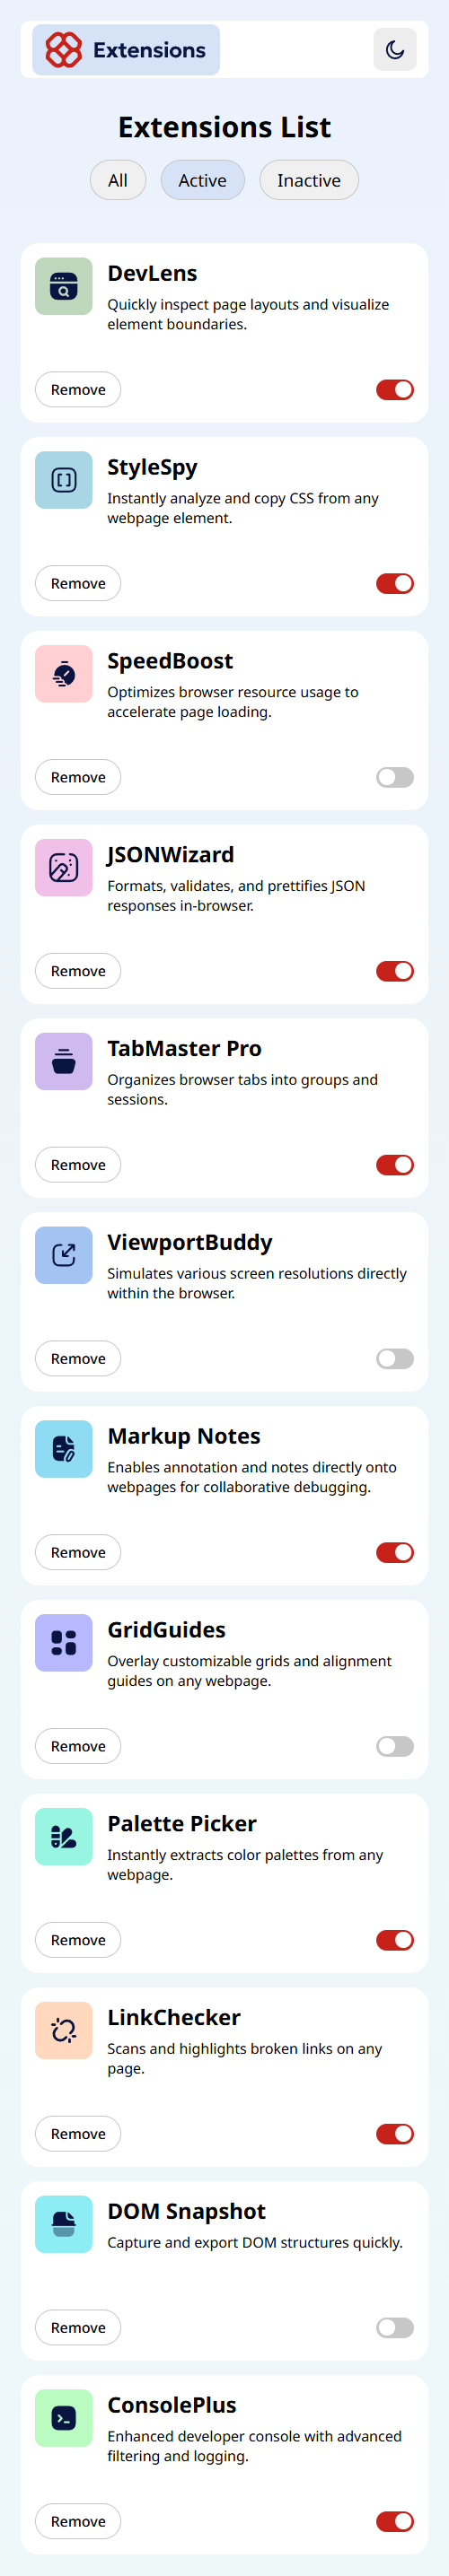 Extensions
Extensions List
All
Active
Inactive
DevLens
Quickly inspect page layouts and visualize
element boundaries.
Remove
StyleSpy
Instantly analyze and copy CSS from any
webpage element.
Remove
SpeedBoost
Optimizes browser resource usage to
accelerate page loading.
Remove
JSONWizard
Formats, validates, and prettifies JSON
responses in-browser.
Remove
TabMaster Pro
Organizes browser tabs into groups and
sessions.
Remove
ViewportBuddy
Simulates various screen resolutions directly
within the browser.
Remove
Markup Notes
Enables annotation and notes directly onto
webpages for collaborative debugging.
Remove
GridGuides
Overlay customizable grids and alignment
guides on any webpage.
Remove
Palette Picker
Instantly extracts color palettes from any
webpage.
Remove
LinkChecker
Scans and highlights broken links on any
page.
Remove
DOM Snapshot
Capture and export DOM structures quickly.
Remove
ConsolePlus
Enhanced developer console with advanced
filtering and logging.
Remove